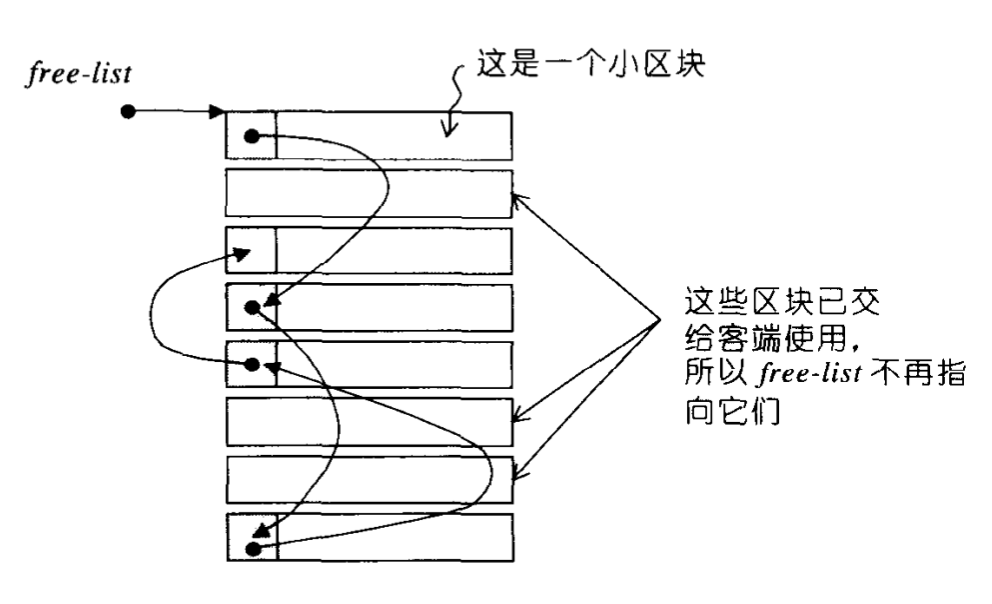 free-list
这是一个小区块
这些区块已交
给客端使用，
所以 free-list 不再指
向它们